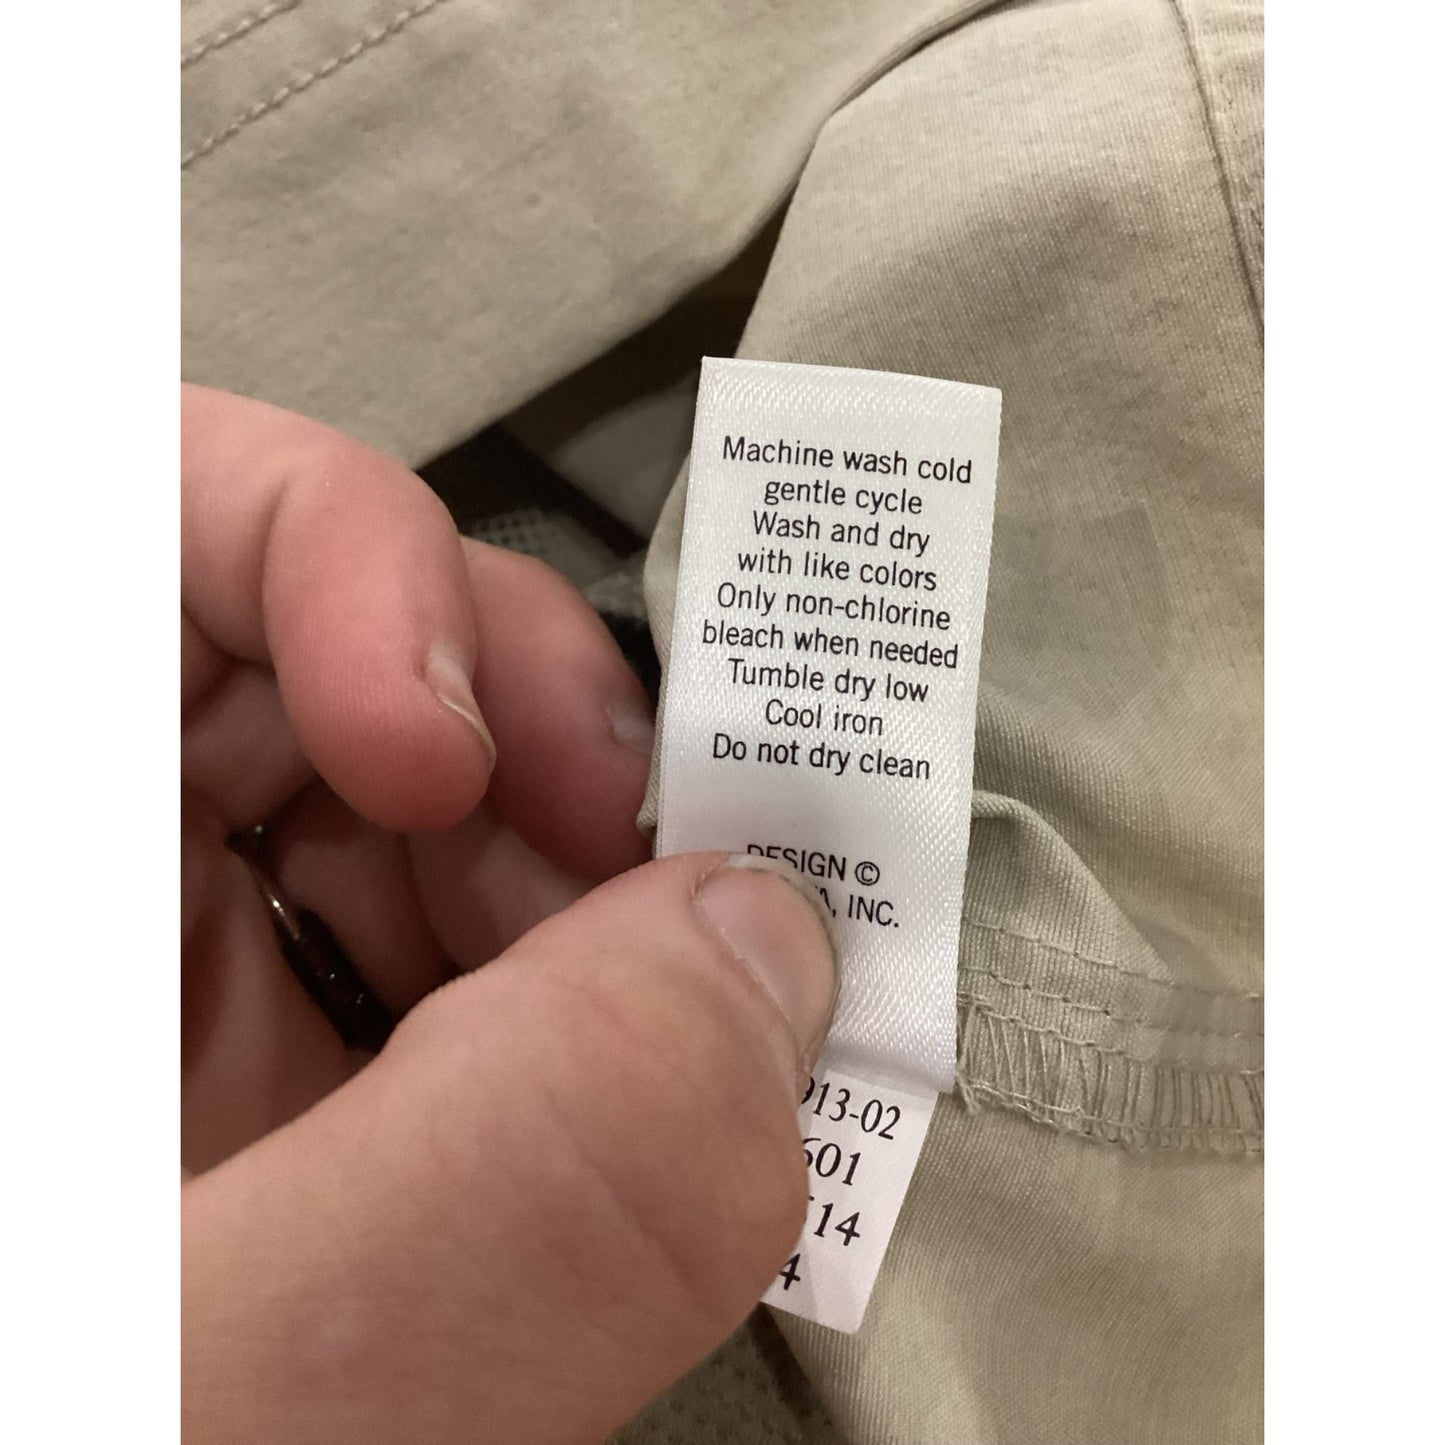 Machine wash cold
gentle cycle
Wash and dry
with like colors
Only non-chlorine
bleach when needed
Tumble dry low
Cool iron
Do not dry clean
DESIGN ©
INC.
913-02
601
14
4